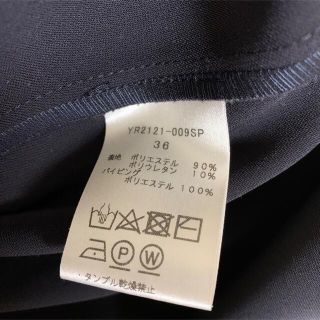 YR2121-009SP
36
表地 ポリエステル 90%
ポリウレタン 10%
パイピング
ポリエステル 100%
P W
タンブル乾燥禁止